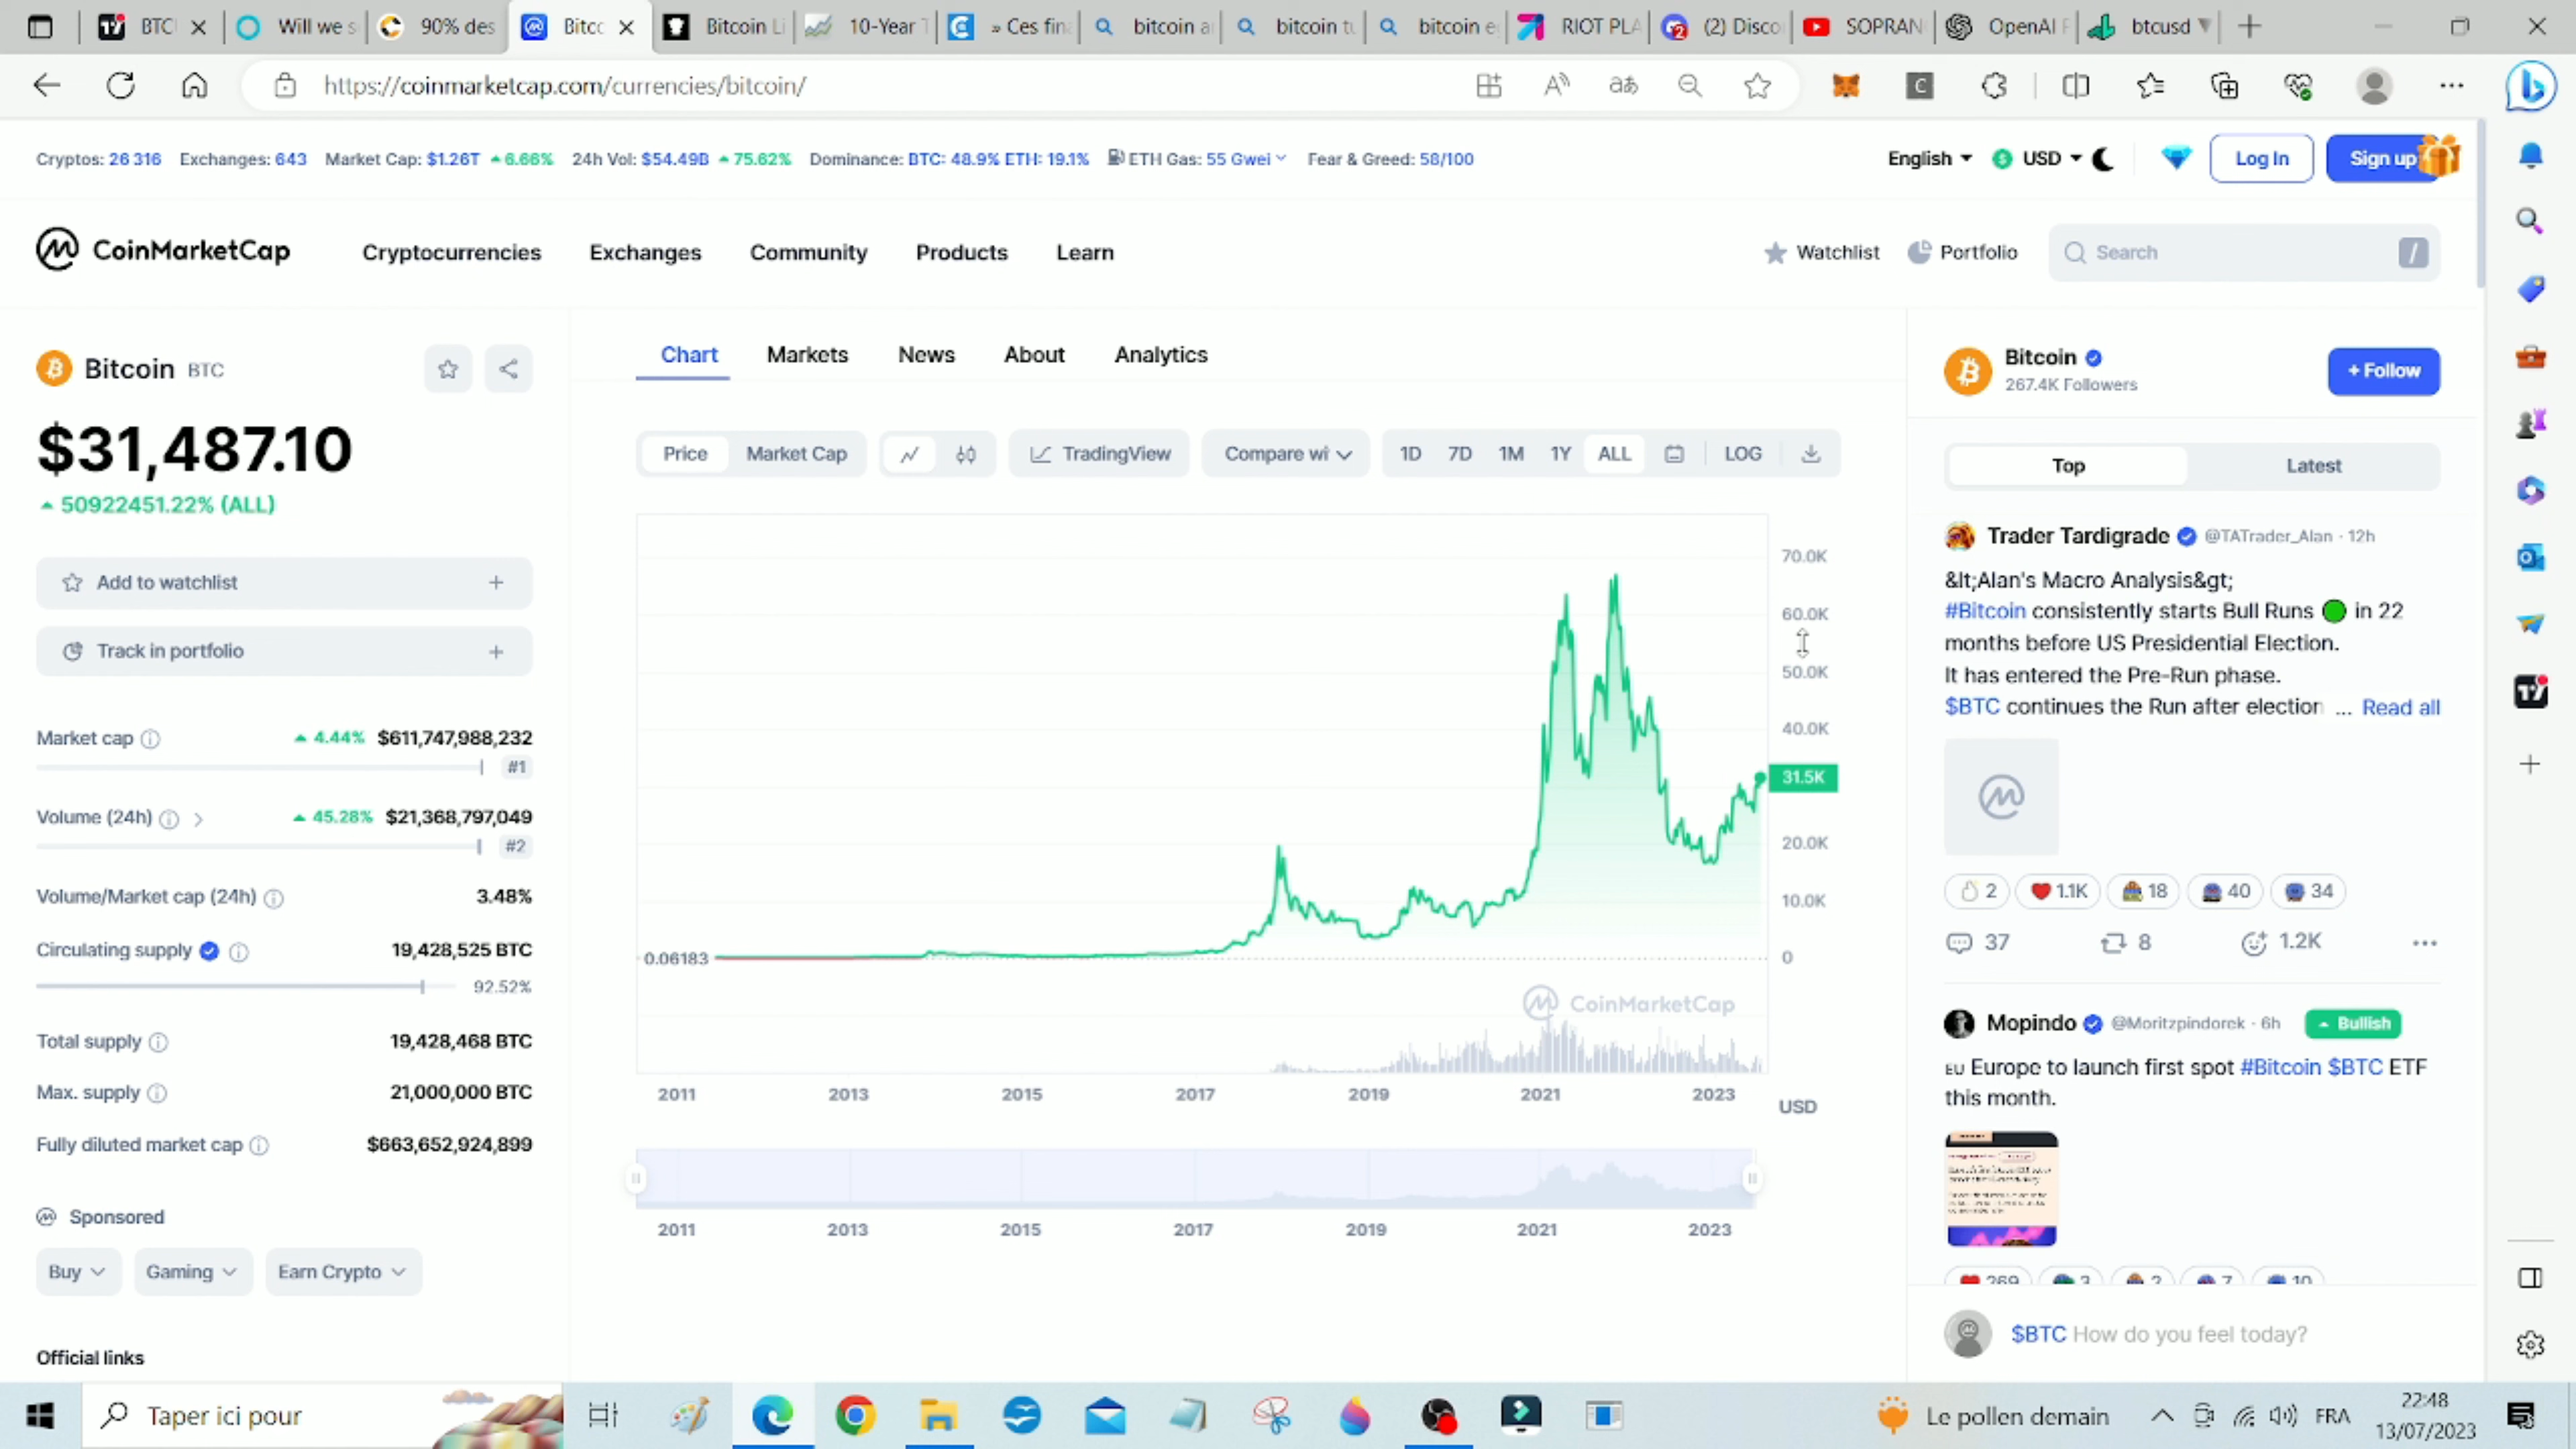 BTC
Will we s
90% des
Bitcc
Bitcoin Li
10-Year T
» Ces fin
bitcoin a
bitcoin tu
bitcoin e
RIOT PLA
(2) Disco
SOPRAN
OpenAI F
btcusd
https://coinmarketcap.com/currencies/bitcoin/
Cryptos: 26 316 Exchanges: 643 Market Cap: $1.26T 6.66% 24h Vol: $54.49B 75.62% Dominance: BTC: 48.9% ETH: 19.1% ETH Gas: 55 Gwei Fear & Greed: 58/100
English USD Log In Sign up
CoinMarketCap Cryptocurrencies Exchanges Community Products Learn Watchlist Portfolio Search /
Bitcoin BTC
$31,487.10
50922451.22% (ALL)
Add to watchlist +
Track in portfolio +
Market cap 4.44% $611,747,988,232
#1
Volume (24h) 45.28% $21,368,797,049
#2
Volume/Market cap (24h) 3.48%
Circulating supply 19,428,525 BTC
92.52%
Total supply 19,428,468 BTC
Max. supply 21,000,000 BTC
Fully diluted market cap $663,652,924,899
Sponsored
Buy Gaming Earn Crypto
Official links
Chart Markets News About Analytics
Price Market Cap TradingView Compare wi 1D 7D 1M 1Y ALL LOG
70.0K
60.0K
50.0K
40.0K
31.5K
20.0K
10.0K
0.06183
0
CoinMarketCap
2011 2013 2015 2017 2019 2021 2023
USD
2011 2013 2015 2017 2019 2021 2023
Bitcoin
267.4K Followers
+ Follow
Top Latest
Trader Tardigrade @TATrader_Alan · 12h
&lt;Alan's Macro Analysis&gt;
#Bitcoin consistently starts Bull Runs in 22
months before US Presidential Election.
It has entered the Pre-Run phase.
$BTC continues the Run after election ... Read all
2 1.1K 18 40 34
37 8 1.2K
Mopindo @Moritzpindorek · 6h Bullish
EU Europe to launch first spot #Bitcoin $BTC ETF
this month.
269 3 2 7 10
$BTC How do you feel today?
Taper ici pour
Le pollen demain
FRA
22:48
13/07/2023